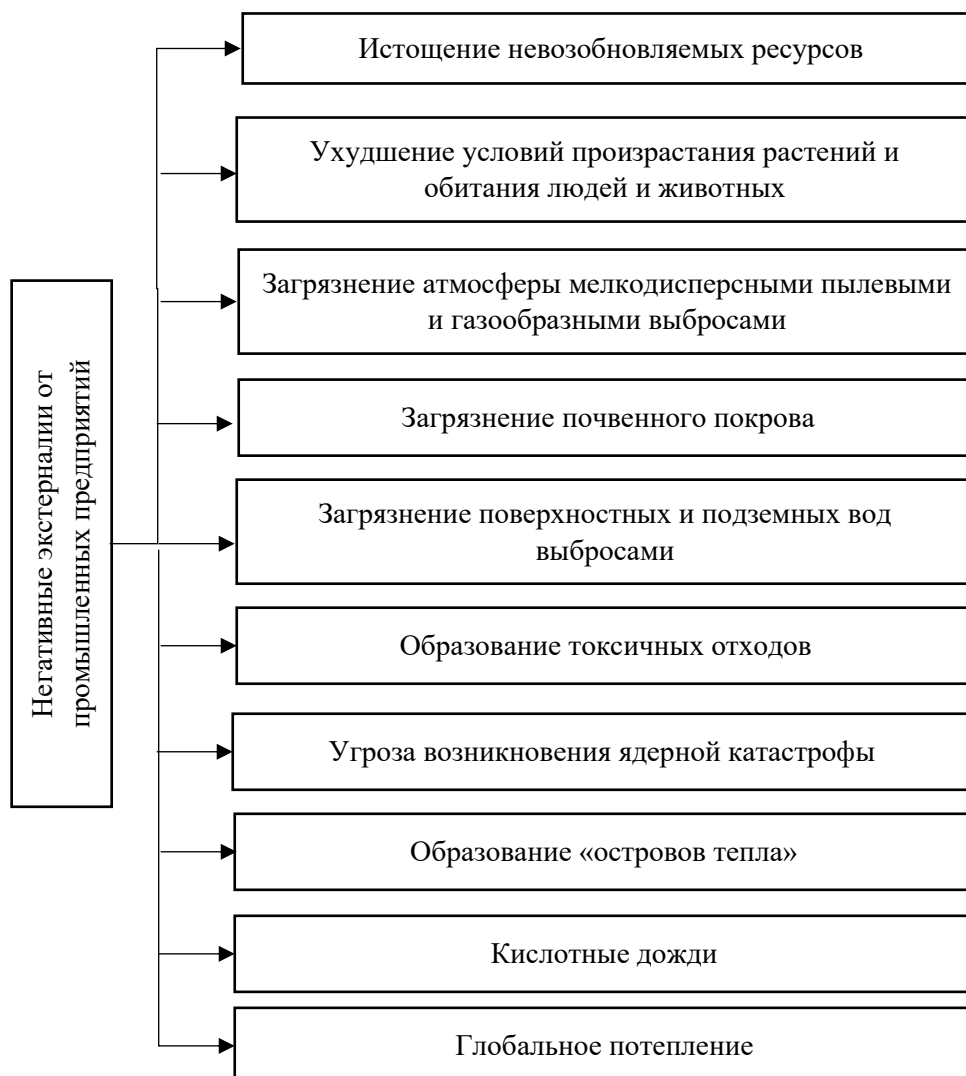 Негативные экстерналии от
промышленных предприятий
Истощение невозобновляемых ресурсов
Ухудшение условий произрастания растений и
обитания людей и животных
Загрязнение атмосферы мелкодисперсными пылевыми
и газообразными выбросами
Загрязнение почвенного покрова
Загрязнение поверхностных и подземных вод
выбросами
Образование токсичных отходов
Угроза возникновения ядерной катастрофы
Образование «островов тепла»
Кислотные дожди
Глобальное потепление